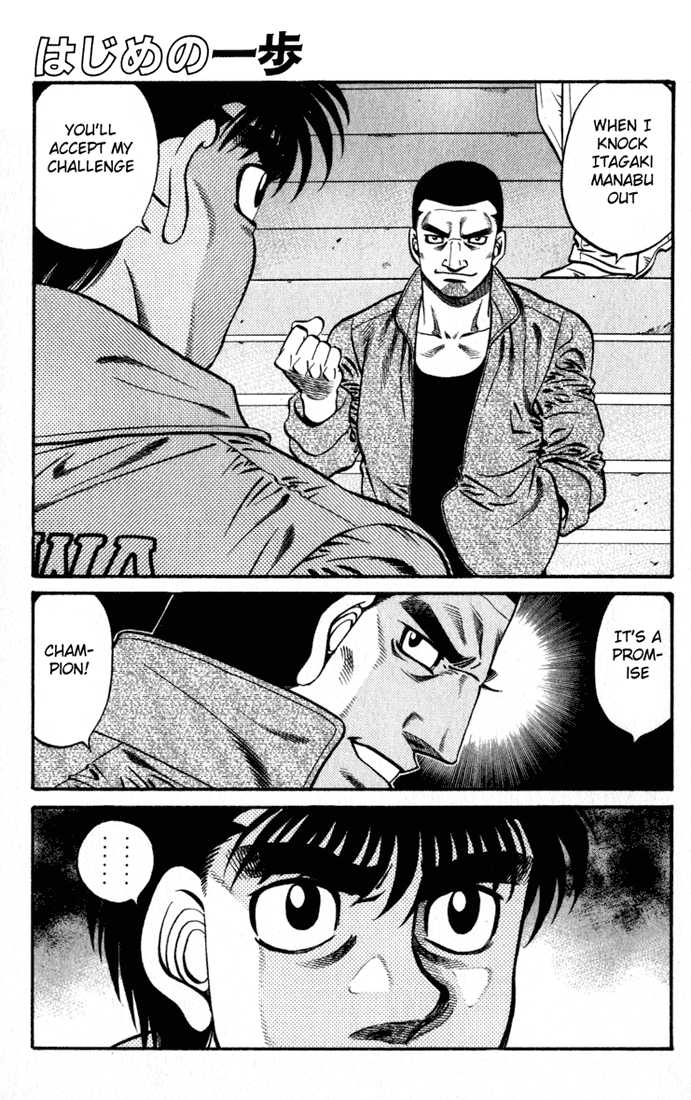 はじめの一歩
WHEN I
KNOCK
ITAGAKI
MANABU
OUT
YOU'LL
ACCEPT MY
CHALLENGE
WA
IT'S A
PROM-
ISE
CHAM-
PION!
......